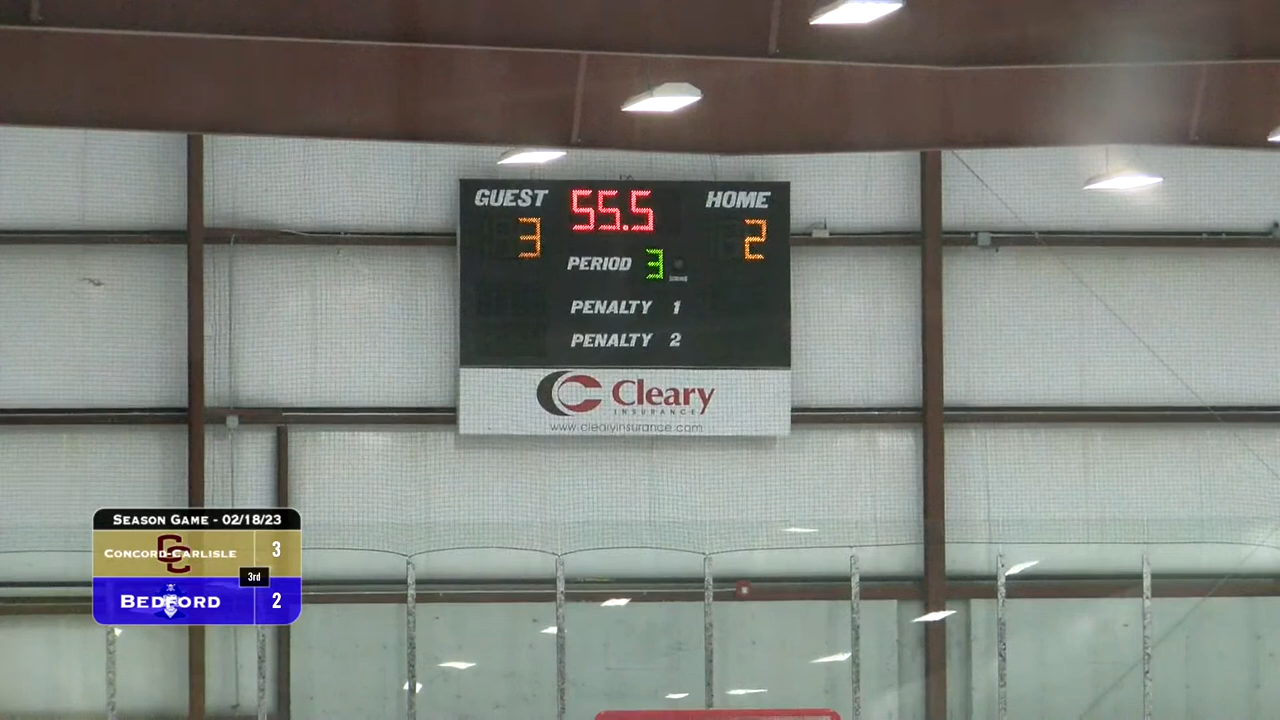 GUEST 55.5 HOME
3 2
PERIOD 3
PENALTY 1
PENALTY 2
Cleary
INSURANCE
www.clearyinsurance.com
SEASON GAME - 02/18/23
CONCORD-CARLISLE 3
CC
3rd
BEDFORD 2